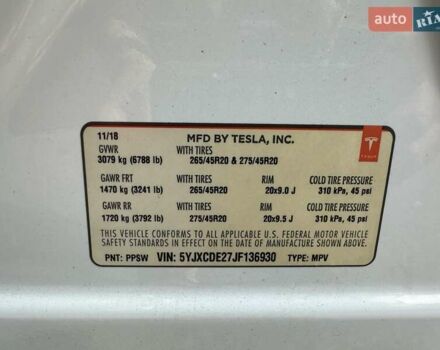 auto RIA.com
11/18 MFD BY TESLA, INC.
GVWR WITH TIRES
3079 kg (6788 lb) 265/45R20 & 275/45R20
TESLA
GAWR FRT WITH TIRES RIM COLD TIRE PRESSURE
1470 kg (3241 lb) 265/45R20 20x9.0 J 310 kPa, 45 psi
GAWR RR WITH TIRES RIM COLD TIRE PRESSURE
1720 kg (3792 lb) 275/45R20 20x9.5 J 310 kPa, 45 psi
THIS VEHICLE CONFORMS TO ALL APPLICABLE U.S. FEDERAL MOTOR VEHICLE
SAFETY STANDARDS IN EFFECT ON THE DATE OF MANUFACTURE SHOWN ABOVE.
PNT: PPSW VIN: 5YJXCDE27JF136930 TYPE: MPV